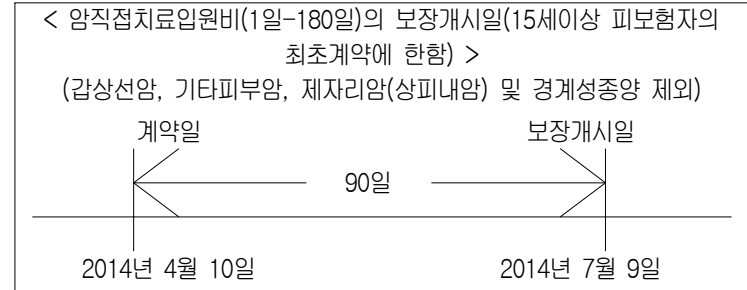 < 암직접치료입원비(1일-180일)의 보장개시일(15세이상 피보험자의
최초계약에 한함) >
(갑상선암, 기타피부암, 제자리암(상피내암) 및 경계성종양 제외)
계약일 보장개시일
90일
2014년 4월 10일 2014년 7월 9일